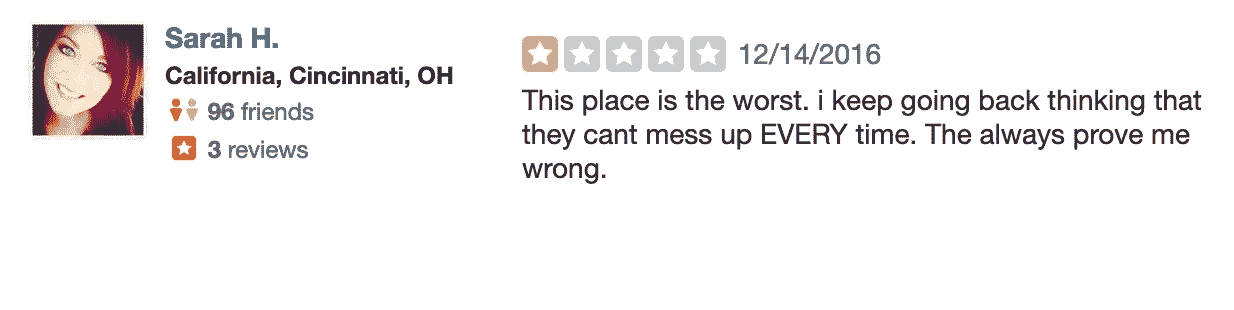 Sarah H.
California, Cincinnati, OH
96 friends
3 reviews
12/14/2016
This place is the worst. i keep going back thinking that
they cant mess up EVERY time. The always prove me
wrong.